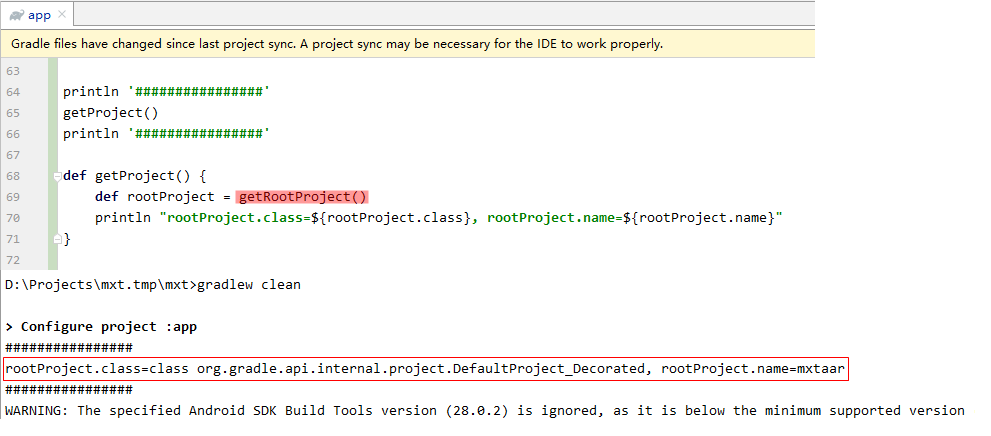 app
Gradle files have changed since last project sync. A project sync may be necessary for the IDE to work properly.
63
64 println '################'
65 getProject()
66 println '################'
67
68 def getProject() {
69 def rootProject = getRootProject()
70 println "rootProject.class=${rootProject.class}, rootProject.name=${rootProject.name}"
71 }
72
D:\Projects\mxt.tmp\mxt>gradlew clean
> Configure project :app
################
rootProject.class=class org.gradle.api.internal.project.DefaultProject_Decorated, rootProject.name=mxtaar
################
WARNING: The specified Android SDK Build Tools version (28.0.2) is ignored, as it is below the minimum supported version